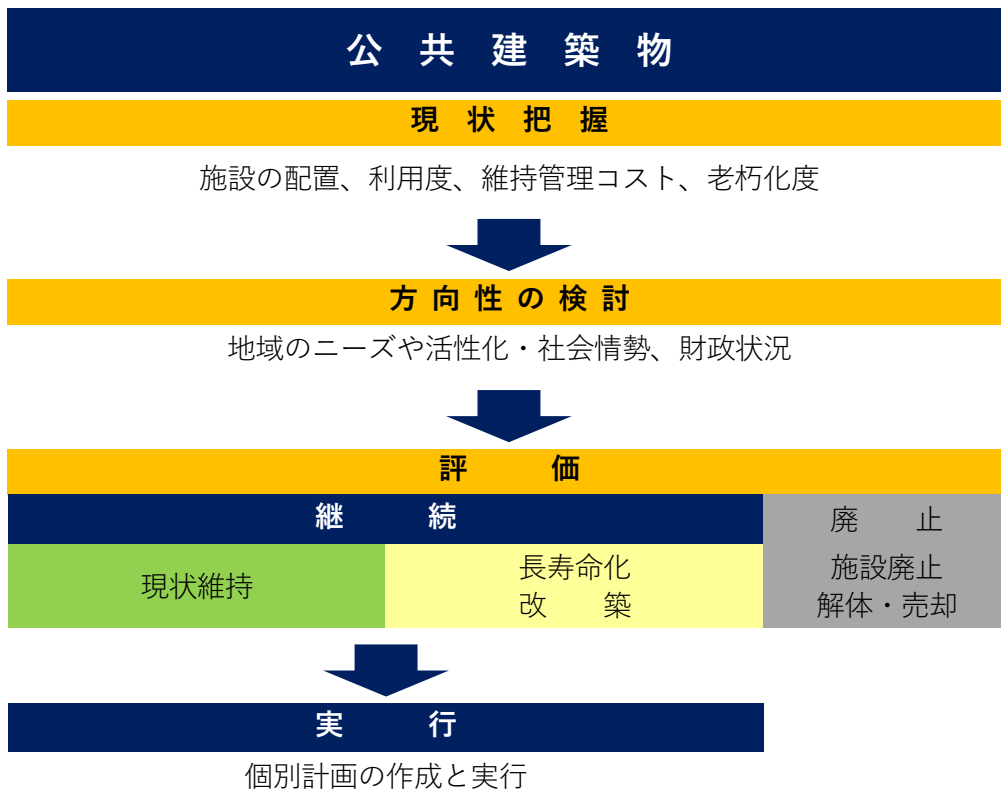 公共建築物
現状把握
施設の配置、利用度、維持管理コスト、老朽化度
方向性の検討
地域のニーズや活性化・社会情勢、財政状況
評　価
継　続
廃　止
現状維持
長寿命化
改　築
施設廃止
解体・売却
実　行
個別計画の作成と実行